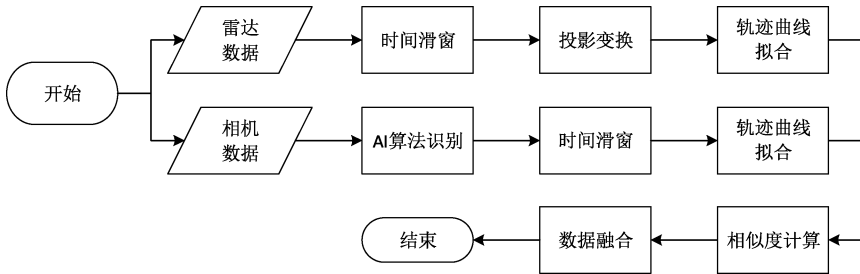 开始
雷达
数据
时间滑窗
投影变换
轨迹曲线
拟合
相机
数据
AI算法识别
时间滑窗
轨迹曲线
拟合
相似度计算
数据融合
结束